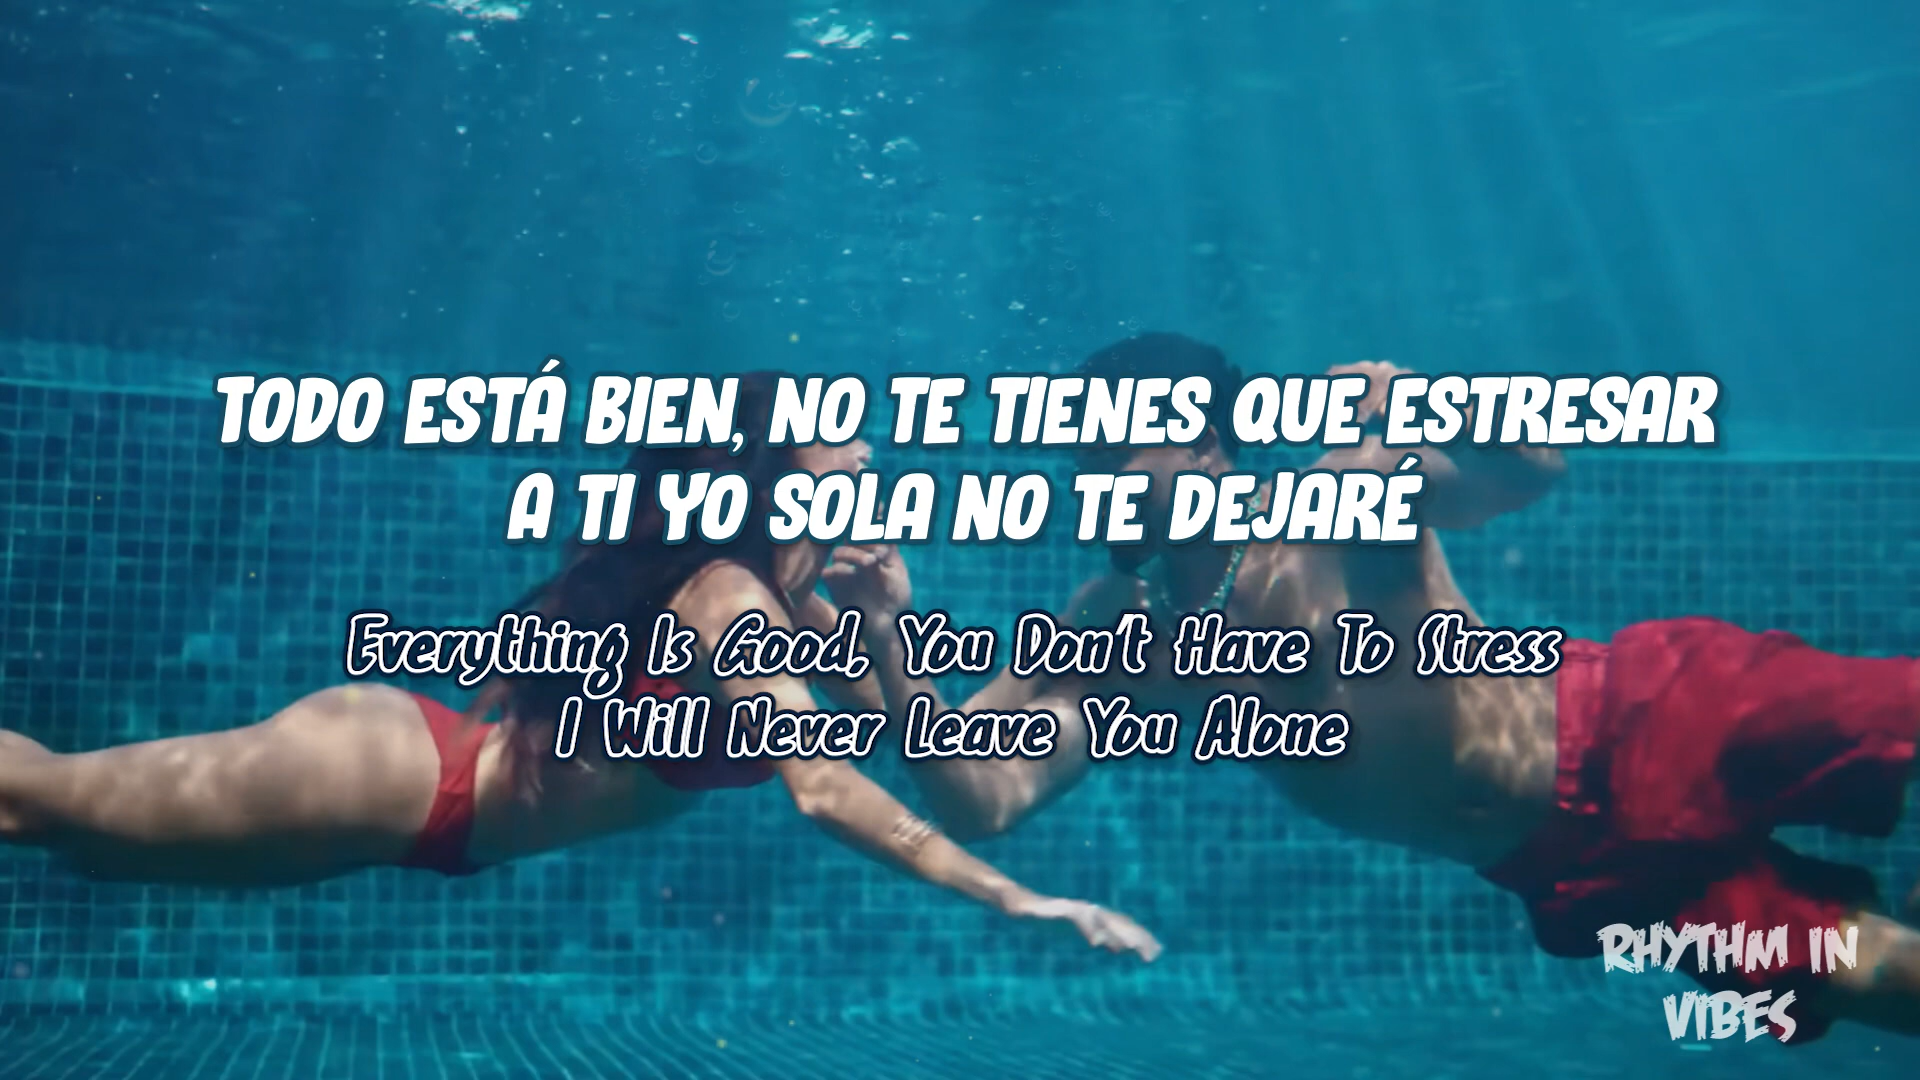 TODO ESTÁ BIEN, NO TE TIENES QUE ESTRESAR
A TI YO SOLA NO TE DEJARÉ
Everything Is Good, You Don't Have To Stress
I Will Never Leave You Alone
RHYTHM IN
VIBES